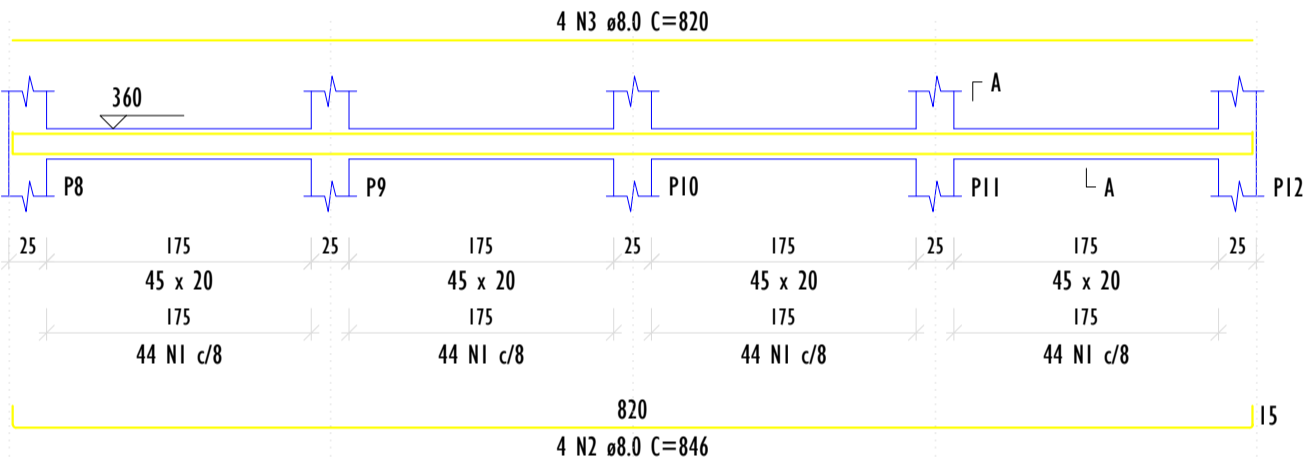 4 N3 ø8.0 C=820
A
360
P8 P9 P10 P11 A P12
25 175 25 175 25 175 25 175 25
45 x 20 45 x 20 45 x 20 45 x 20
175 175 175 175
44 N1 c/8 44 N1 c/8 44 N1 c/8 44 N1 c/8
820 15
4 N2 ø8.0 C=846